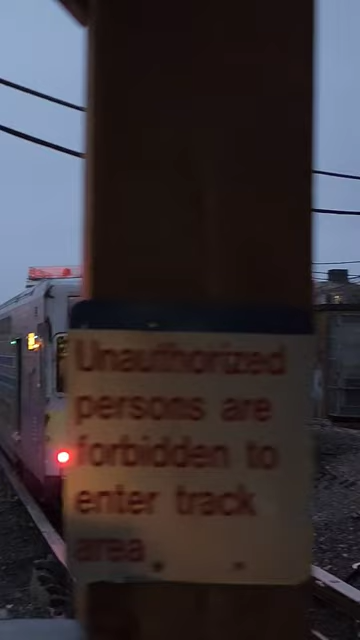 Unauthorized
persons are
forbidden to
enter track
area